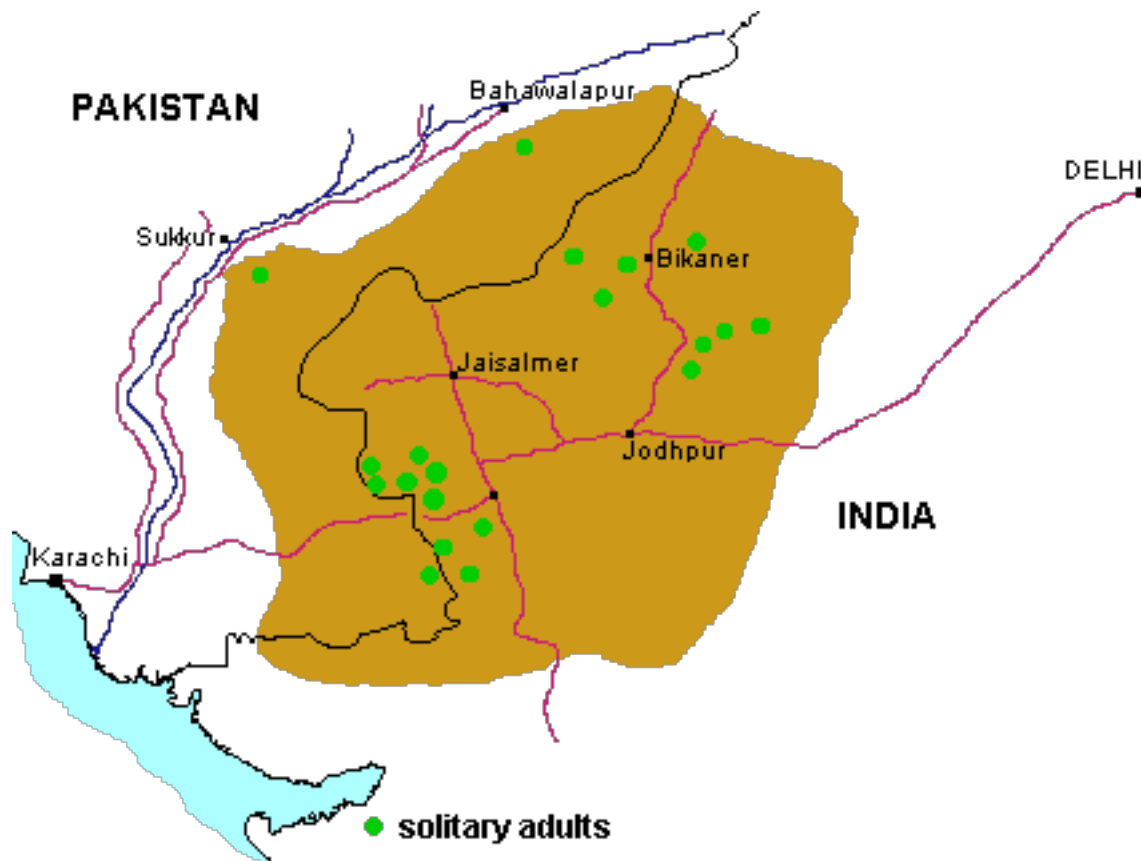 Bahawalapur
PAKISTAN
DELHI
Sukkur
Bikaner
Jaisalmer
Jodhpur
INDIA
Karachi
solitary adults